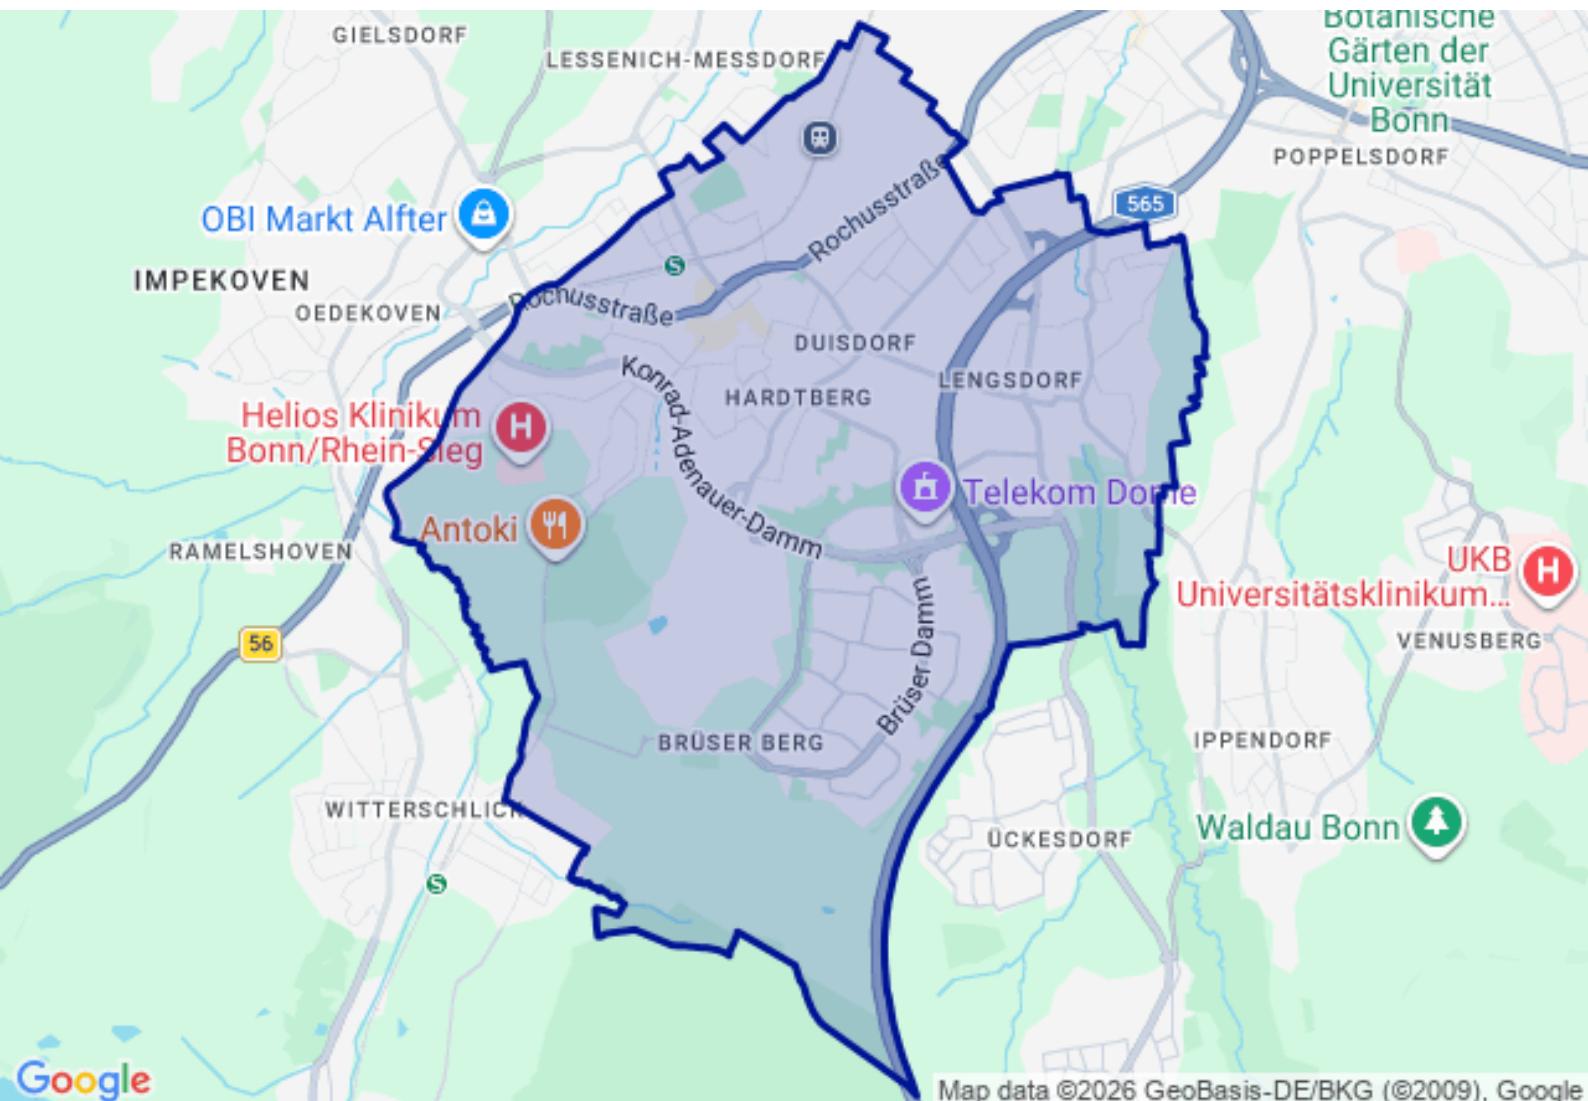 Botanische
Gärten der
Universität
Bonn
GIELSDORF
LESSENICH-MESSDORF
POPPELSDORF
Rochusstraße
565
OBI Markt Alfter
S
IMPEKOVEN
OEDEKOVEN
Rochusstraße
DUISDORF
Konrad-Adenauer-Damm
LENGSDORF
HARDTBERG
Helios Klinikum
Bonn/Rhein-Sieg
H
Telekom Dome
Antoki
RAMELSHOVEN
UKB
Universitätsklinikum...
H
56
Brüser Damm
VENUSBERG
BRÜSER BERG
IPPENDORF
WITTERSCHLICK
ÜCKESDORF
Waldau Bonn
S
Google
Map data ©2026 GeoBasis-DE/BKG (©2009), Google